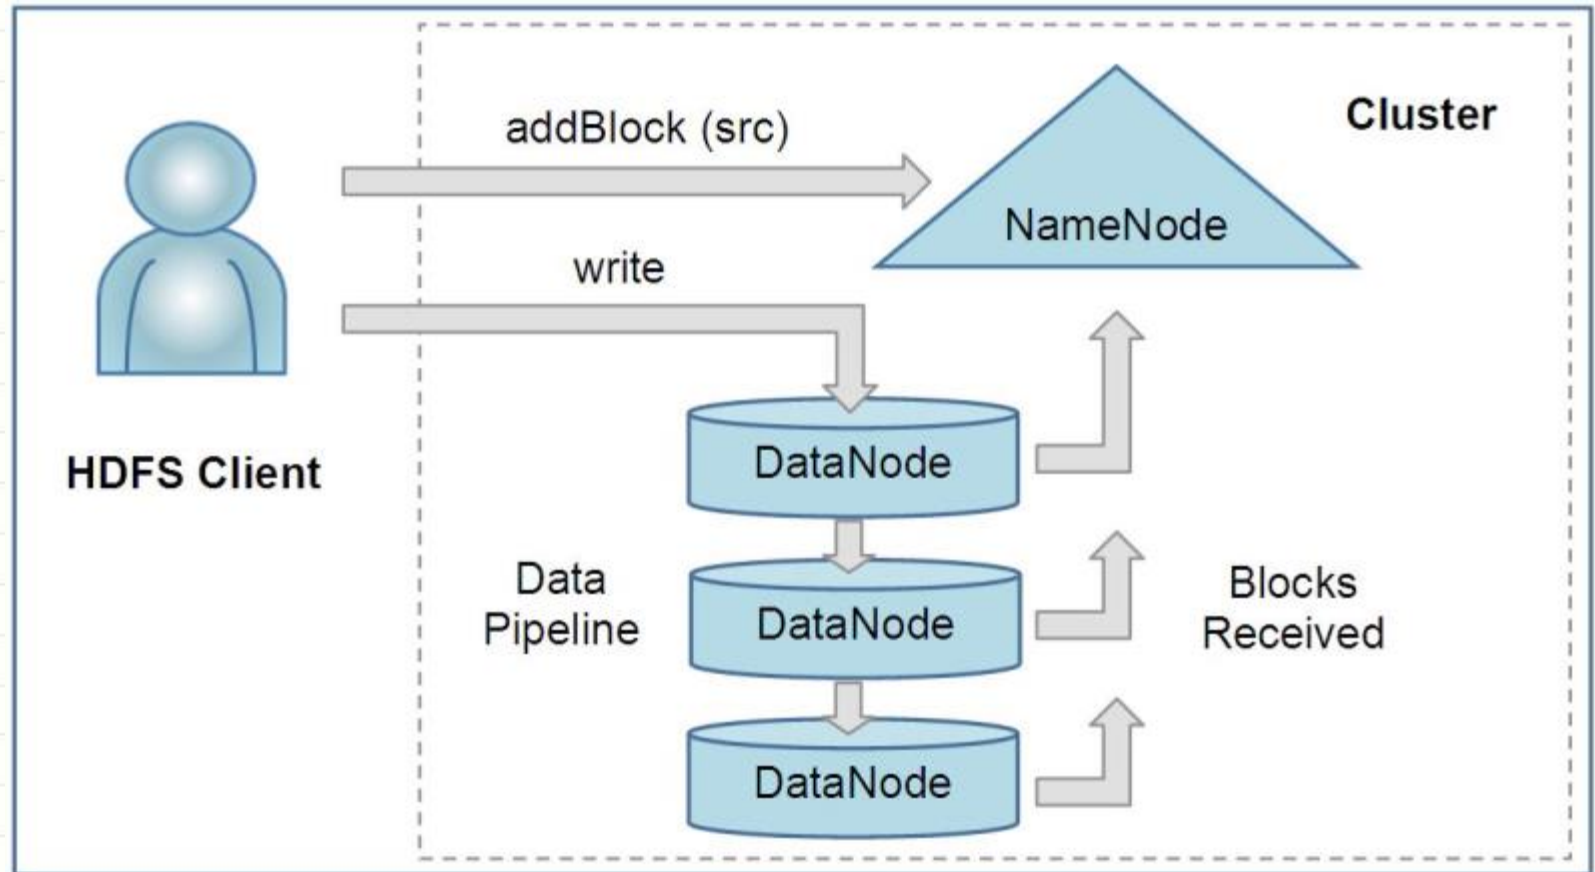 Cluster
addBlock (src)
NameNode
write
HDFS Client
DataNode
Data
Pipeline
DataNode
Blocks
Received
DataNode